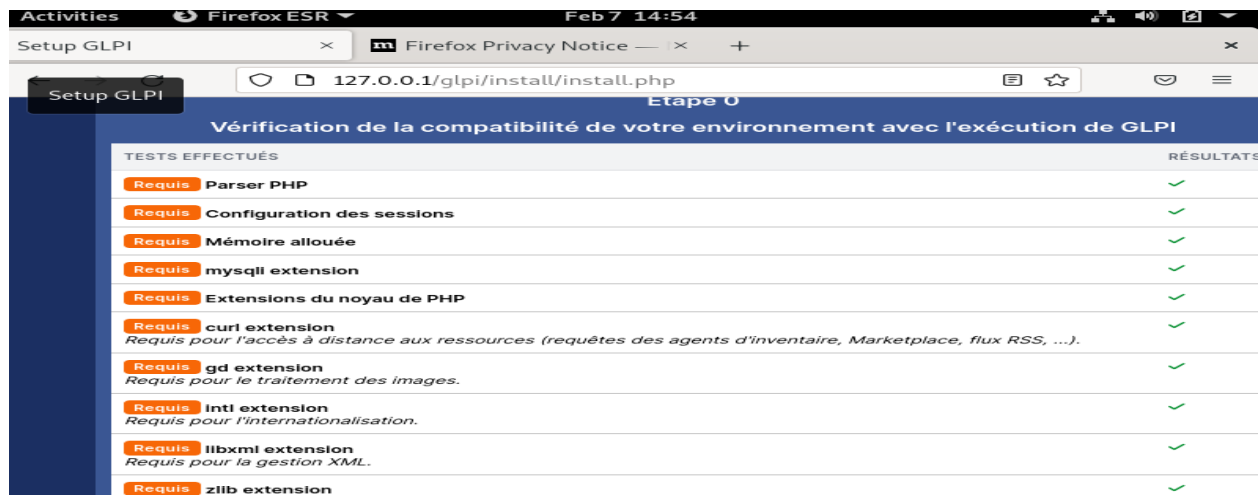 Activities Firefox ESR Feb 7 14:54
Setup GLPI Firefox Privacy Notice —
127.0.0.1/glpi/install/install.php
Setup GLPI
Etape 0
Vérification de la compatibilité de votre environnement avec l'exécution de GLPI
TESTS EFFECTUÉS RÉSULTATS
Requis Parser PHP
Requis Configuration des sessions
Requis Mémoire allouée
Requis mysqli extension
Requis Extensions du noyau de PHP
Requis curl extension
Requis pour l'accès à distance aux ressources (requêtes des agents d'inventaire, Marketplace, flux RSS, ...).
Requis gd extension
Requis pour le traitement des images.
Requis intl extension
Requis pour l'internationalisation.
Requis libxml extension
Requis pour la gestion XML.
Requis zlib extension